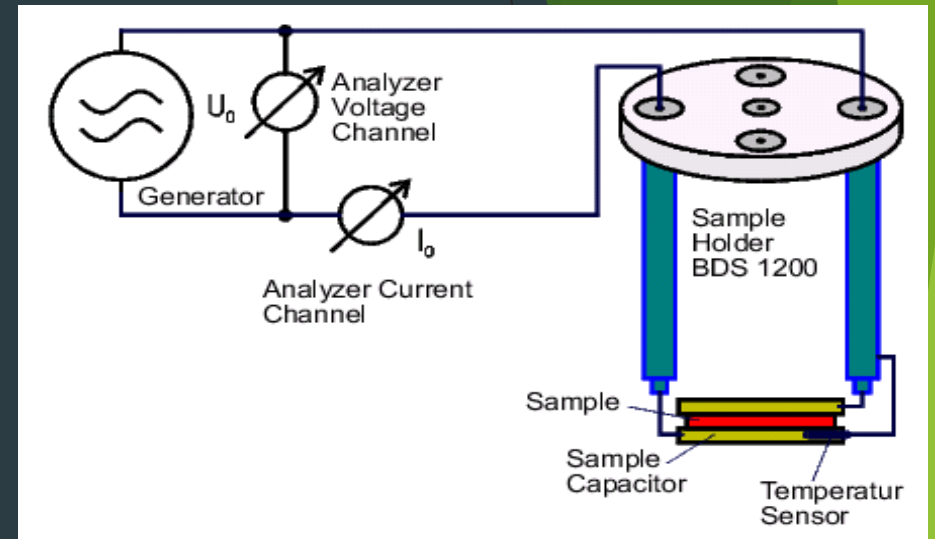 U₀
Analyzer
Voltage
Channel
Generator
I₀
Analyzer Current
Channel
Sample
Holder
BDS 1200
Sample
Sample
Capacitor
Temperatur
Sensor